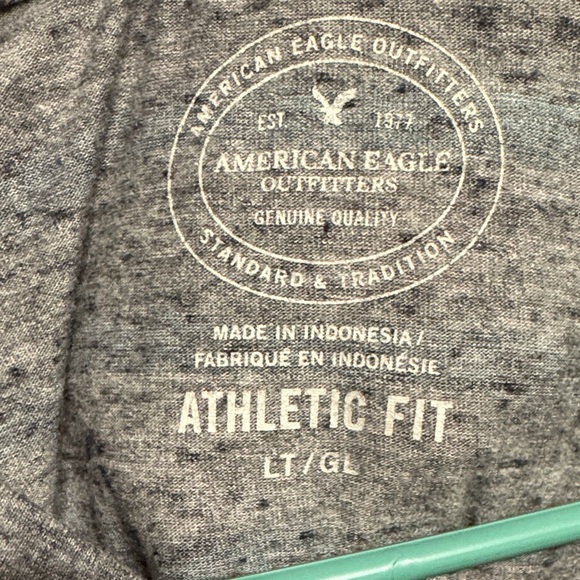 AMERICAN EAGLE OUTFITTERS
EST 1977
AMERICAN EAGLE
OUTFITTERS
GENUINE QUALITY
STANDARD & TRADITION
MADE IN INDONESIA /
FABRIQUÉ EN INDONÉSIE
ATHLETIC FIT
LT/GL